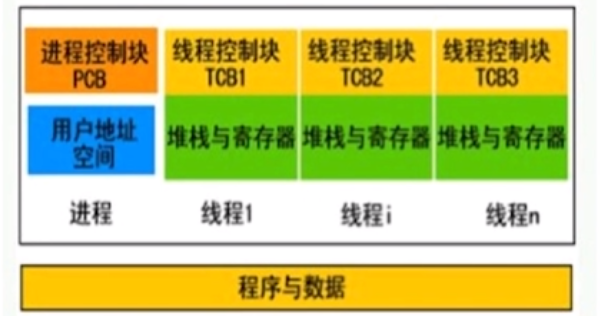 进程控制块
PCB
线程控制块
TCB1
线程控制块
TCB2
线程控制块
TCB3
用户地址
空间
堆栈与寄存器
堆栈与寄存器
堆栈与寄存器
进程
线程1
线程i
线程n
程序与数据